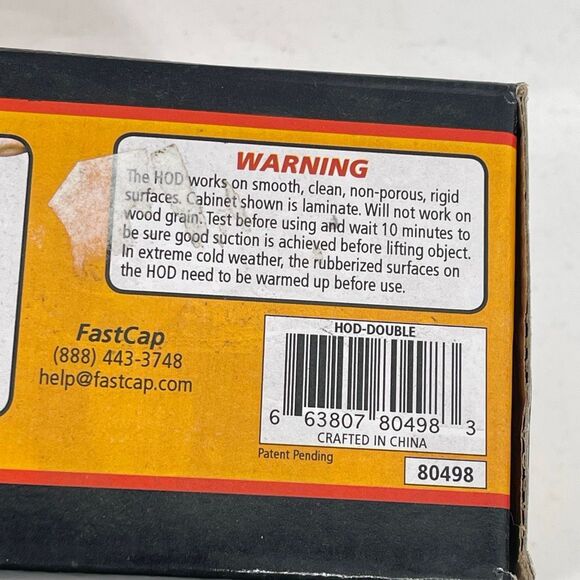 WARNING
The HOD works on smooth, clean, non-porous, rigid
surfaces. Cabinet shown is laminate. Will not work on
wood grain. Test before using and wait 10 minutes to
be sure good suction is achieved before lifting object.
In extreme cold weather, the rubberized surfaces on
the HOD need to be warmed up before use.
FastCap
(888) 443-3748
help@fastcap.com
HOD-DOUBLE
6 63807 80498 3
CRAFTED IN CHINA
Patent Pending
80498